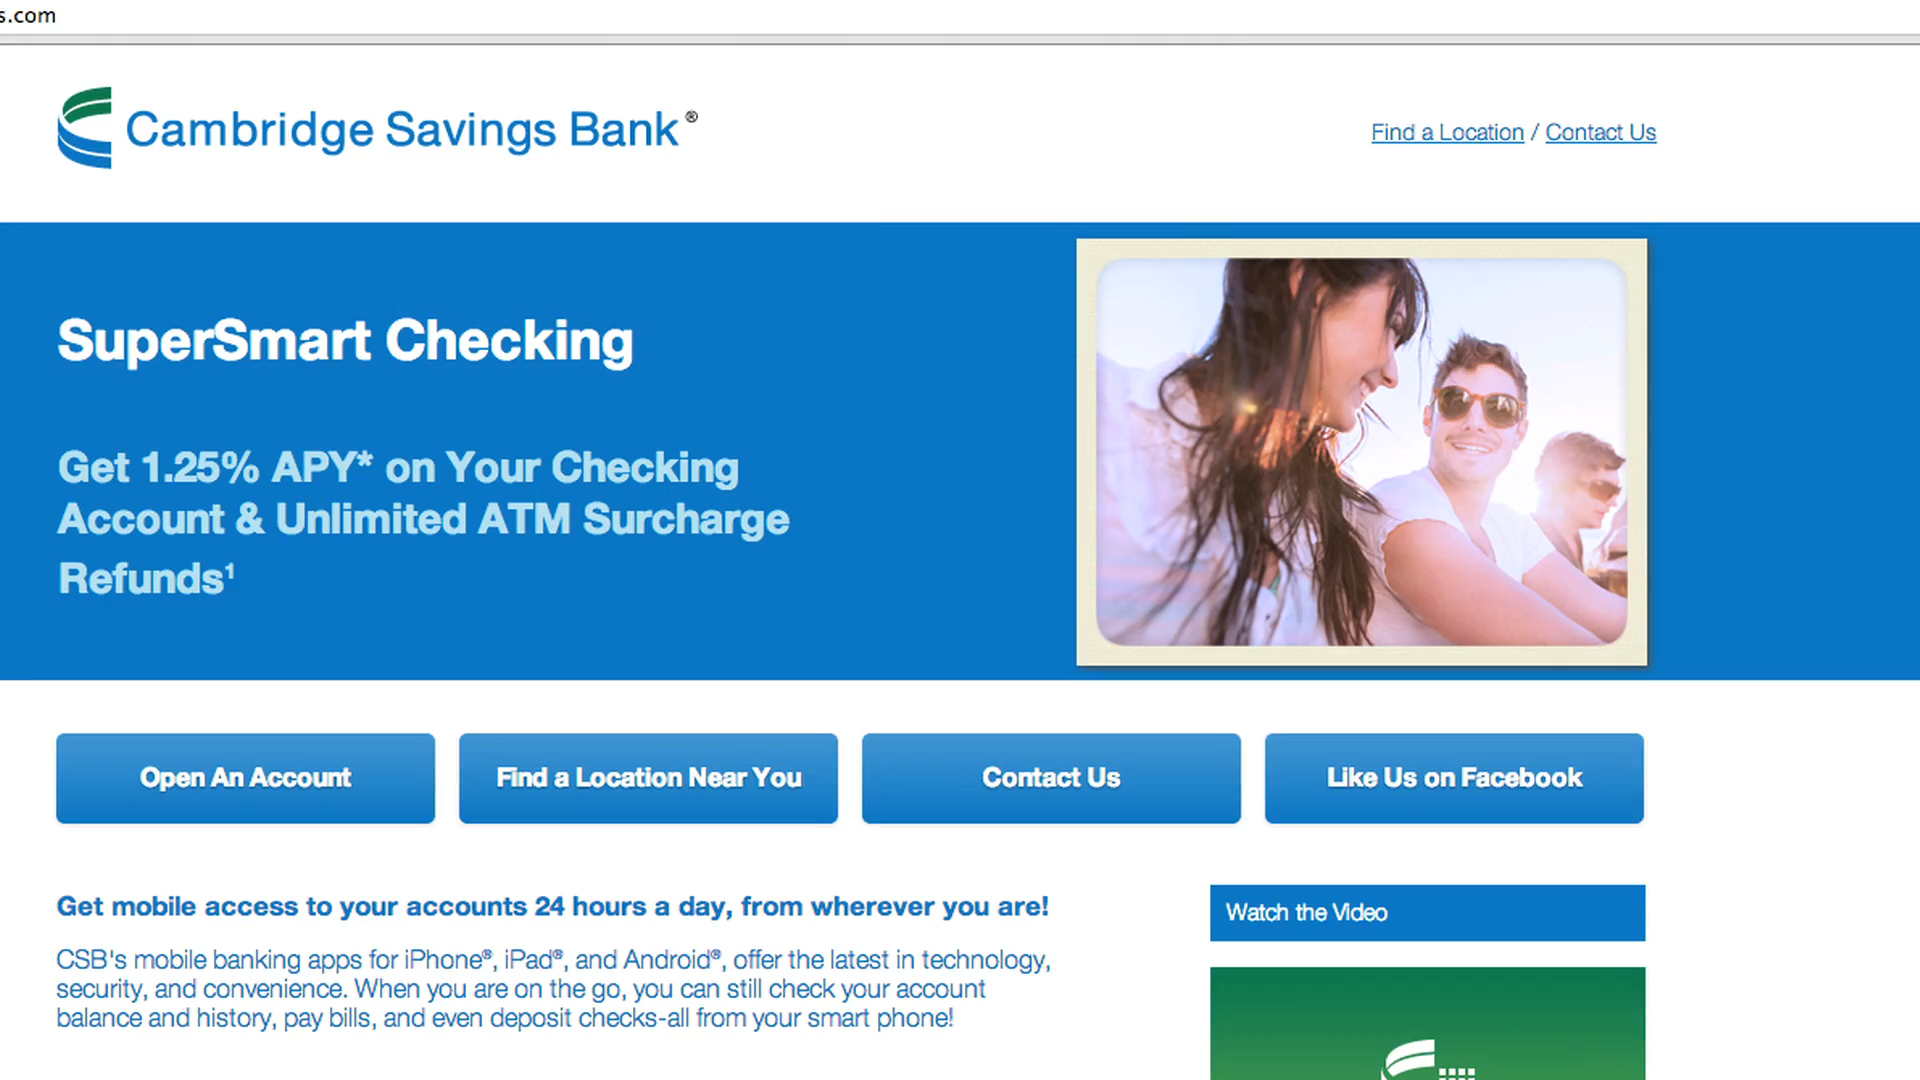 s.com
Cambridge Savings Bank®
Find a Location / Contact Us
SuperSmart Checking
Get 1.25% APY* on Your Checking
Account & Unlimited ATM Surcharge
Refunds¹
Open An Account
Find a Location Near You
Contact Us
Like Us on Facebook
Get mobile access to your accounts 24 hours a day, from wherever you are!
Watch the Video
CSB's mobile banking apps for iPhone®, iPad®, and Android®, offer the latest in technology,
security, and convenience. When you are on the go, you can still check your account
balance and history, pay bills, and even deposit checks-all from your smart phone!